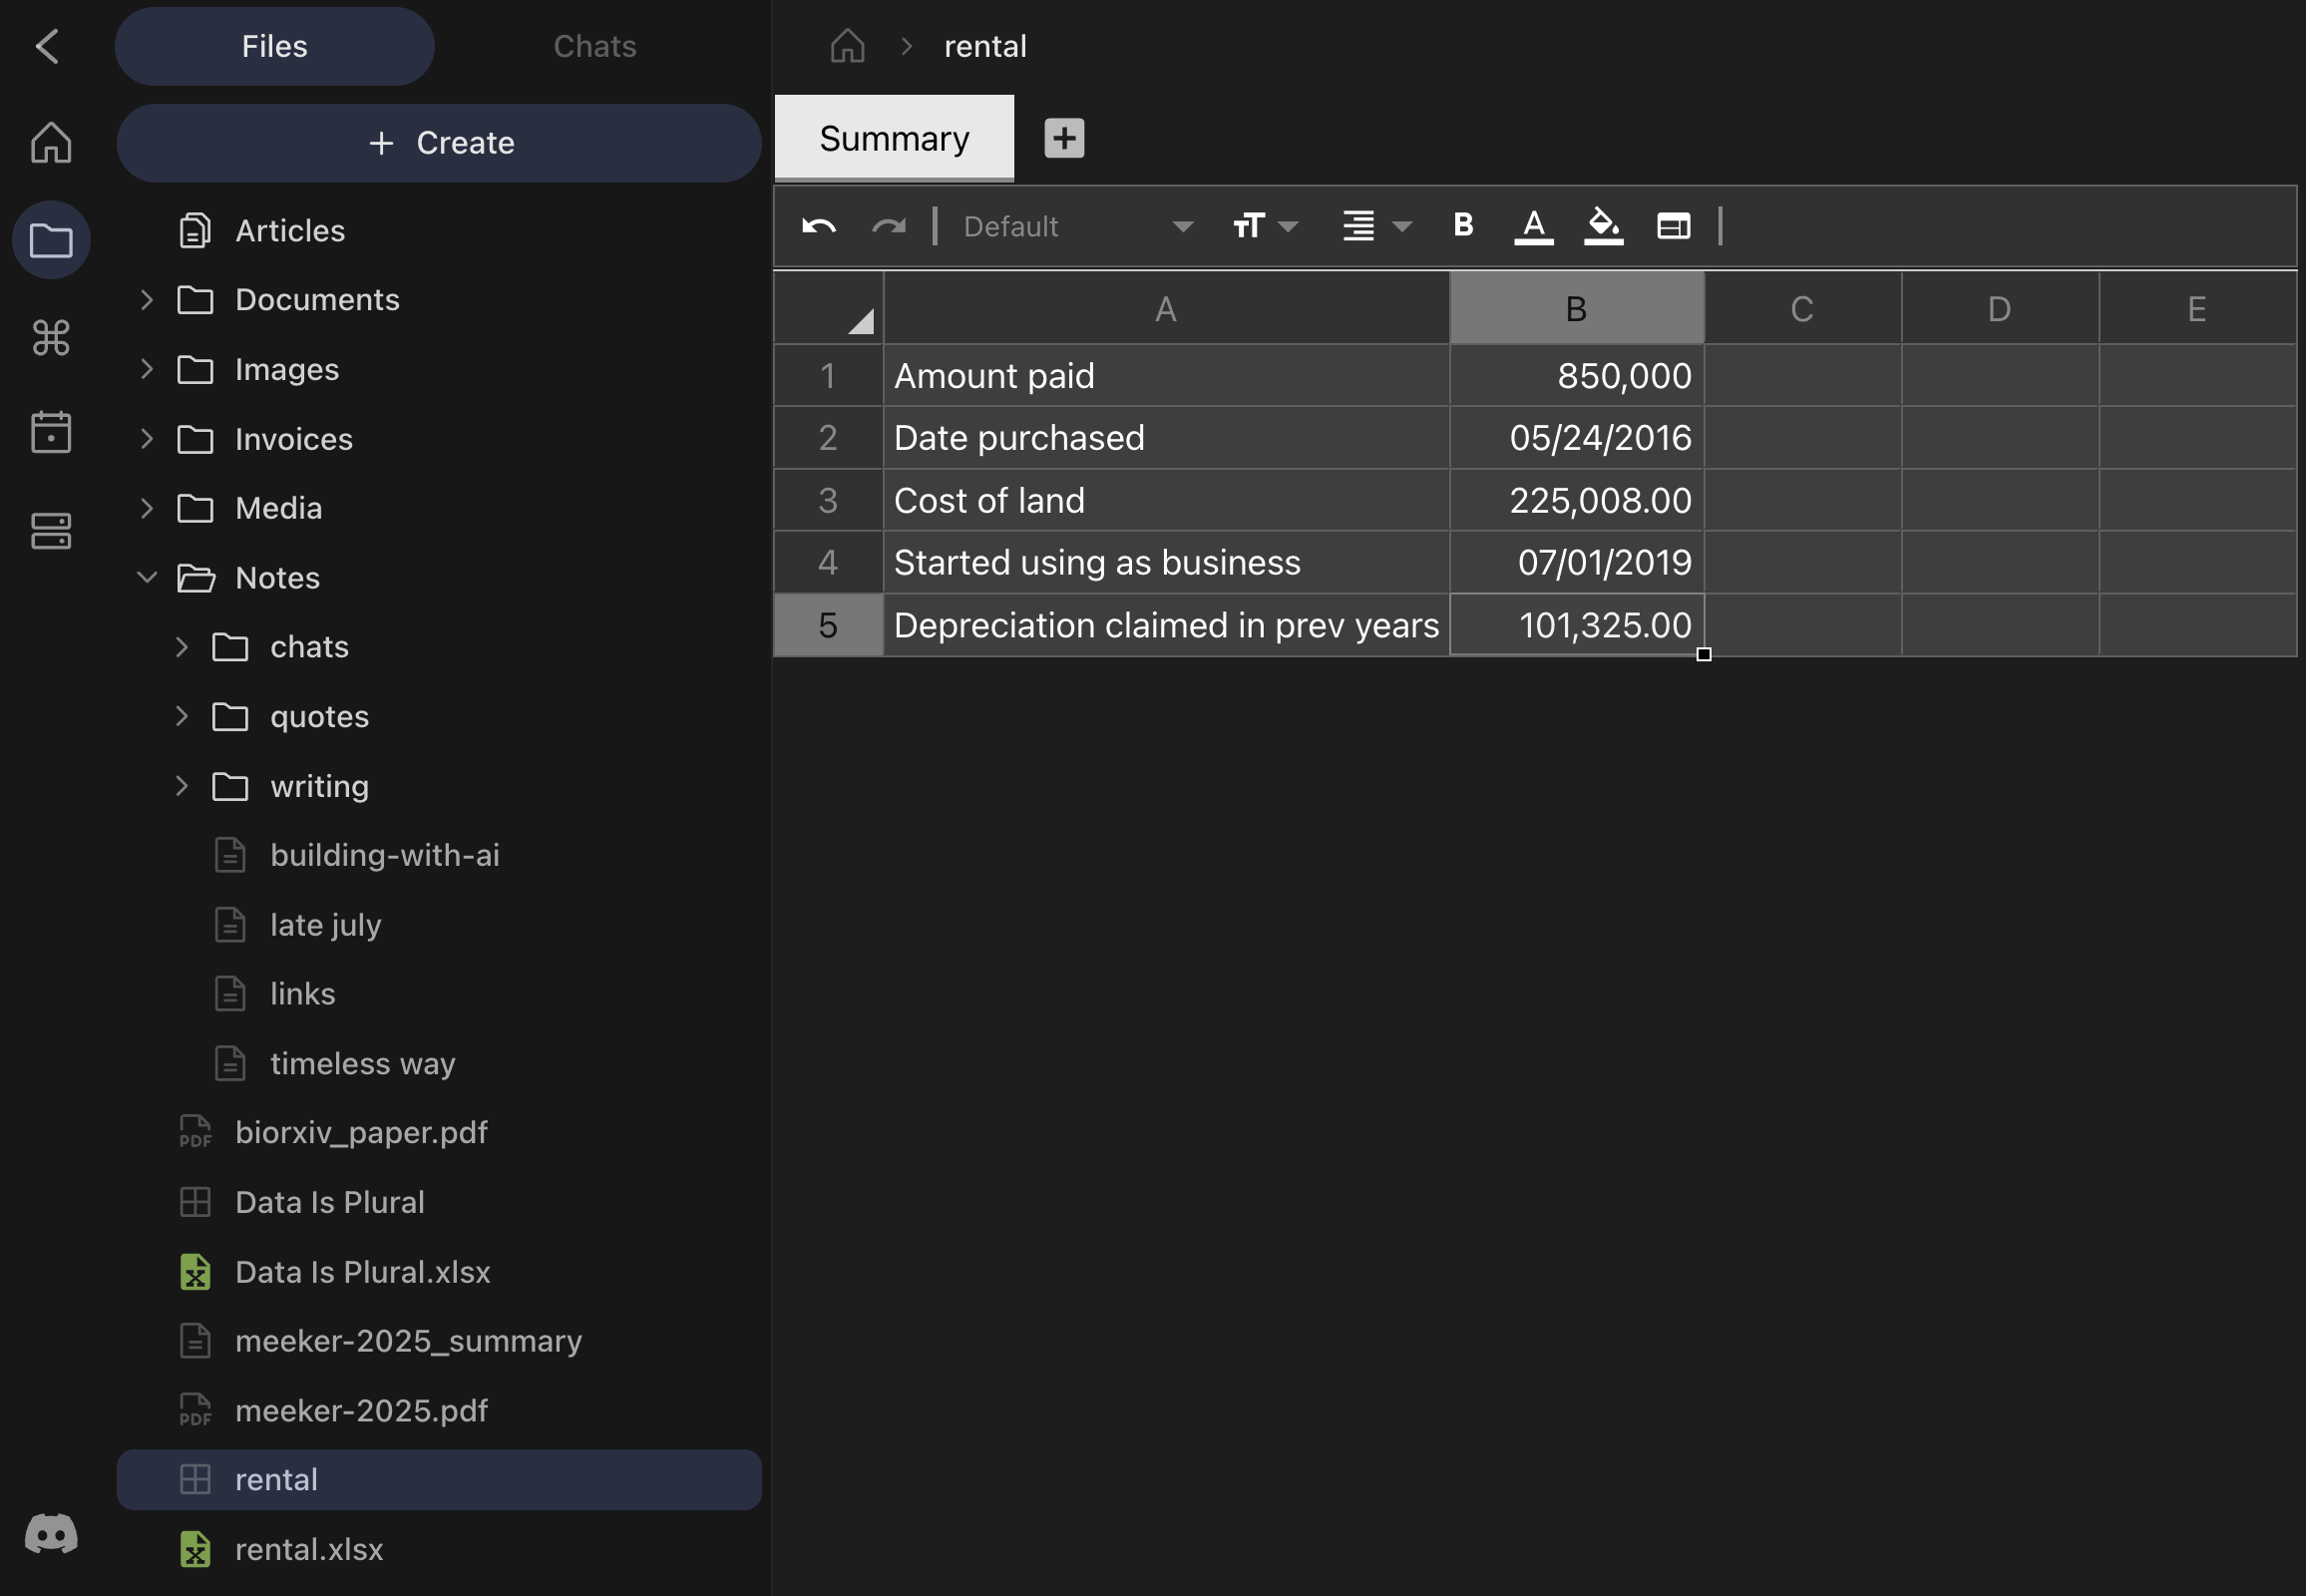 Files
Chats
Create
Articles
Documents
Images
Invoices
Media
Notes
chats
quotes
writing
building-with-ai
late july
links
timeless way
PDF biorxiv_paper.pdf
Data Is Plural
Data Is Plural.xlsx
meeker-2025_summary
PDF meeker-2025.pdf
rental
rental.xlsx
rental
Summary
Default
B A
A B C D E
1 Amount paid 850,000
2 Date purchased 05/24/2016
3 Cost of land 225,008.00
4 Started using as business 07/01/2019
5 Depreciation claimed in prev years 101,325.00